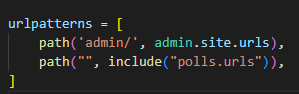 urlpatterns = [
    path('admin/', admin.site.urls),
    path("", include("polls.urls")),
]